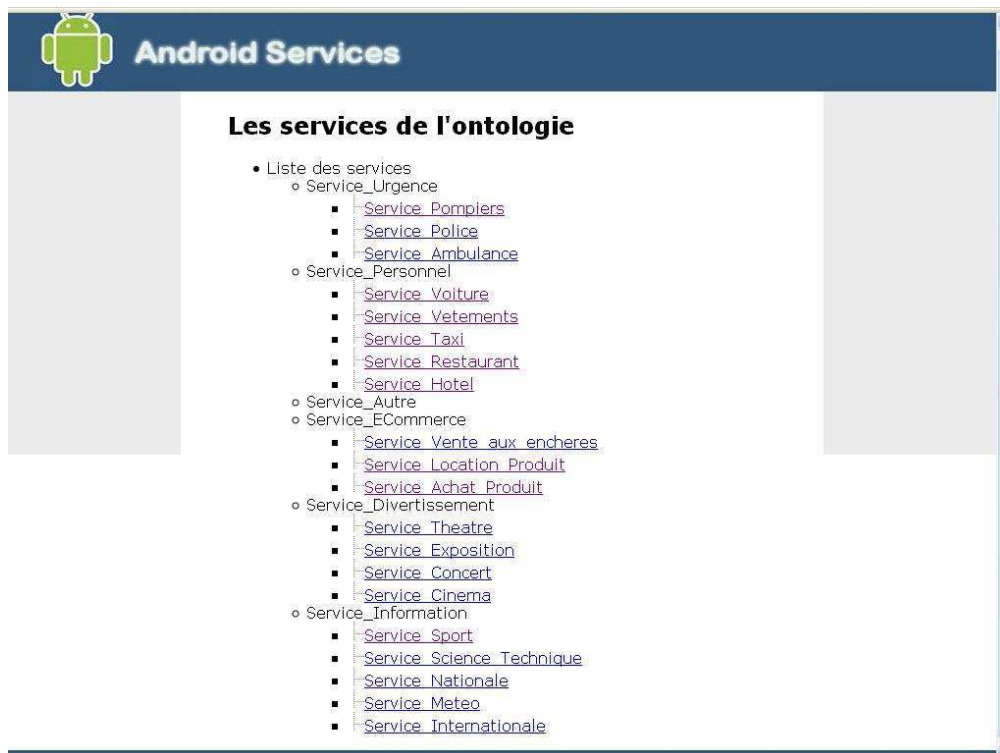 Android Services
Les services de l'ontologie
Liste des services
Service_Urgence
Service_Pompiers
Service_Police
Service_Ambulance
Service_Personnel
Service_Voiture
Service_Vetements
Service_Taxi
Service_Restaurant
Service_Hotel
Service_Autre
Service_ECommerce
Service_Vente_aux_encheres
Service_Location_Produit
Service_Achat_Produit
Service_Divertissement
Service_Theatre
Service_Exposition
Service_Concert
Service_Cinema
Service_Information
Service_Sport
Service_Science_Technique
Service_Nationale
Service_Meteo
Service_Internationale